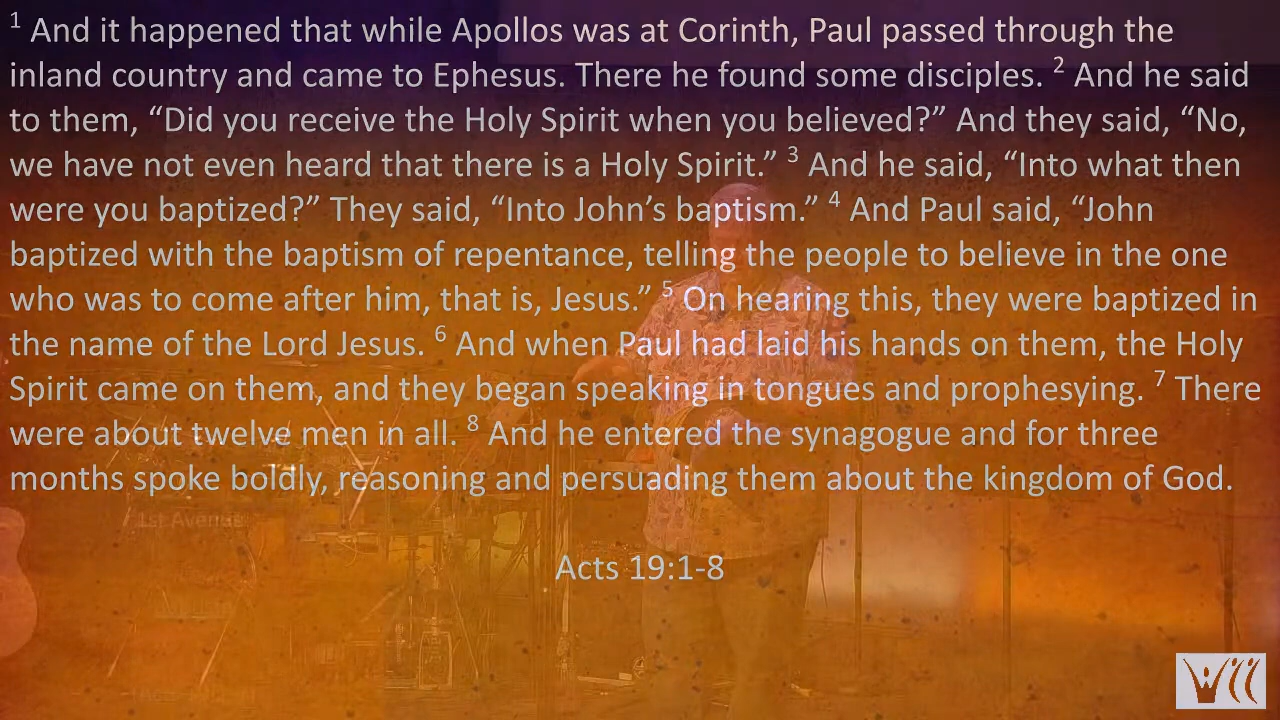 1 And it happened that while Apollos was at Corinth, Paul passed through the
inland country and came to Ephesus. There he found some disciples. 2 And he said
to them, “Did you receive the Holy Spirit when you believed?” And they said, “No,
we have not even heard that there is a Holy Spirit.” 3 And he said, “Into what then
were you baptized?” They said, “Into John’s baptism.” 4 And Paul said, “John
baptized with the baptism of repentance, telling the people to believe in the one
who was to come after him, that is, Jesus.” 5 On hearing this, they were baptized in
the name of the Lord Jesus. 6 And when Paul had laid his hands on them, the Holy
Spirit came on them, and they began speaking in tongues and prophesying. 7 There
were about twelve men in all. 8 And he entered the synagogue and for three
months spoke boldly, reasoning and persuading them about the kingdom of God.
1st Avenue
Acts 19:1-8